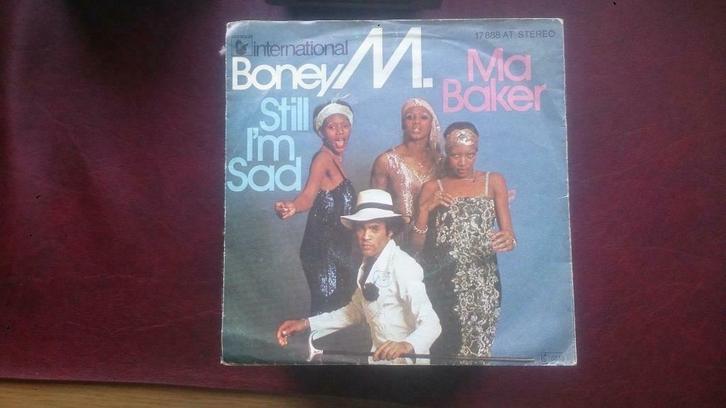 international
17 888 AT STEREO
Boney M.
Ma
Baker
Still
I'm
Sad